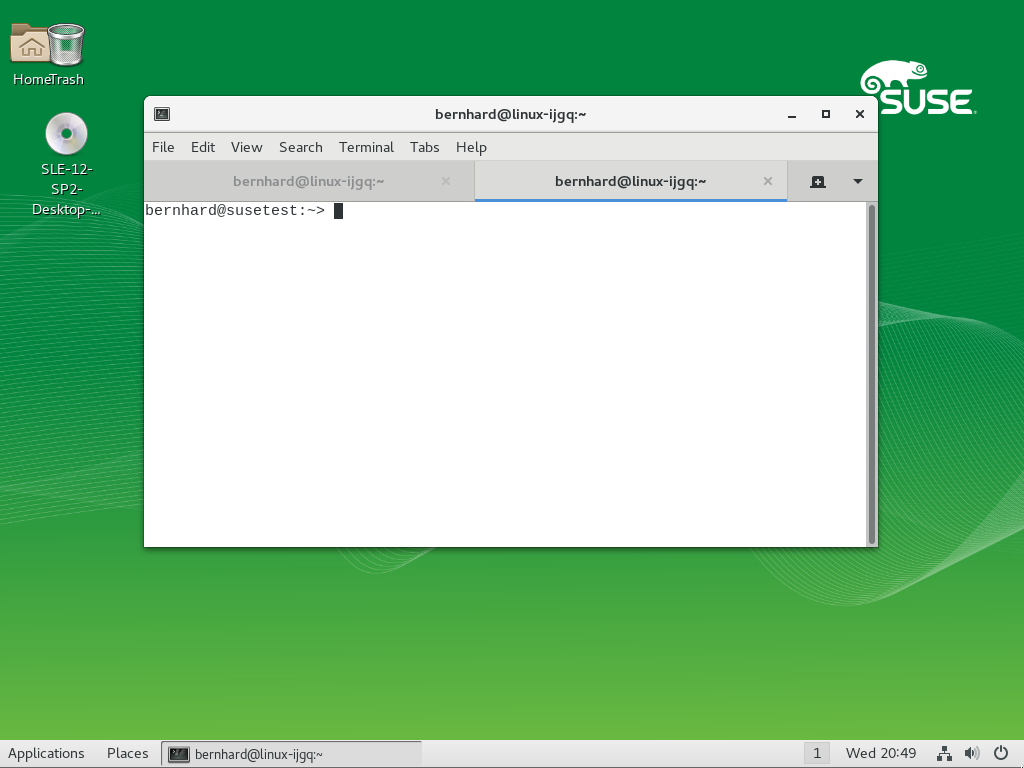 Home Trash
SLE-12-
SP2-
Desktop-...
SUSE
bernhard@linux-ijgq:~
File Edit View Search Terminal Tabs Help
bernhard@linux-ijgq:~ bernhard@linux-ijgq:~
bernhard@susetest:~>
Applications Places bernhard@linux-ijgq:~ 1 Wed 20:49